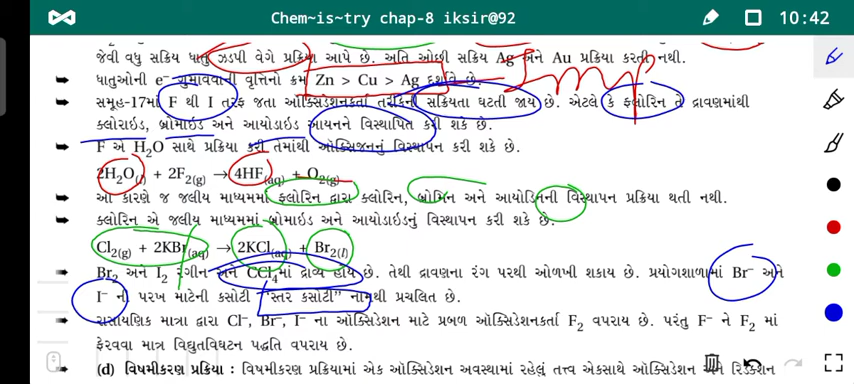 Chem~is~try chap-8 iksir@92 10:42
જેવી વધુ સક્રિય ધાતુ ઝડપી વેગે પ્રક્રિયા આપે છે. અતિ ઓછી સક્રિય Ag અને Au પ્રક્રિયા કરતી નથી.
➥ ધાતુઓની e⁻ ગુમાવવાની વૃત્તિનો ક્રમ Zn > Cu > Ag દર્શાવે છે. Imp
➥ સમૂહ-17માં F થી I તરફ જતા ઑક્સિડેશનકર્તા તરીકેની સક્રિયતા ઘટતી જાય છે. એટલે કે ફ્લોરિન તે દ્રાવણમાંથી
ક્લોરાઇડ, બ્રોમાઇડ અને આયોડાઇડ આયનને વિસ્થાપિત કરી શકે છે.
➥ F એ H₂O સાથે પ્રક્રિયા કરી તેમાંથી ઑક્સિજનનું વિસ્થાપન કરી શકે છે.
2H₂O(l) + 2F₂(g) → 4HF(aq) + O₂(g)
➥ આ કારણે જ જલીય માધ્યમમાં ફ્લોરિન દ્વારા ક્લોરિન, બ્રોમિન અને આયોડિનની વિસ્થાપન પ્રક્રિયા થતી નથી.
➥ ક્લોરિન એ જલીય માધ્યમમાં બ્રોમાઇડ અને આયોડાઇડનું વિસ્થાપન કરી શકે છે.
Cl₂(g) + 2KBr(aq) → 2KCl(aq) + Br₂(l)
➥ Br₂ અને I₂ રંગીન અને CCl₄માં દ્રાવ્ય હોય છે. તેથી દ્રાવણના રંગ પરથી ઓળખી શકાય છે. પ્રયોગશાળામાં Br⁻ અને
I⁻ ની પરખ માટેની કસોટી "સ્તર કસોટી" નામથી પ્રચલિત છે.
➥ રાસાયણિક માત્રા દ્વારા Cl⁻, Br⁻, I⁻ ના ઑક્સિડેશન માટે પ્રબળ ઑક્સિડેશનકર્તા F₂ વપરાય છે. પરંતુ F⁻ ને F₂ માં
ફેરવવા માત્ર વિદ્યુતવિઘટન પદ્ધતિ વપરાય છે.
➥ (d) વિષમીકરણ પ્રક્રિયા : વિષમીકરણ પ્રક્રિયામાં એક ઑક્સિડેશન અવસ્થામાં રહેલું તત્ત્વ એકસાથે ઑક્સિડેશન અને રિડક્શન